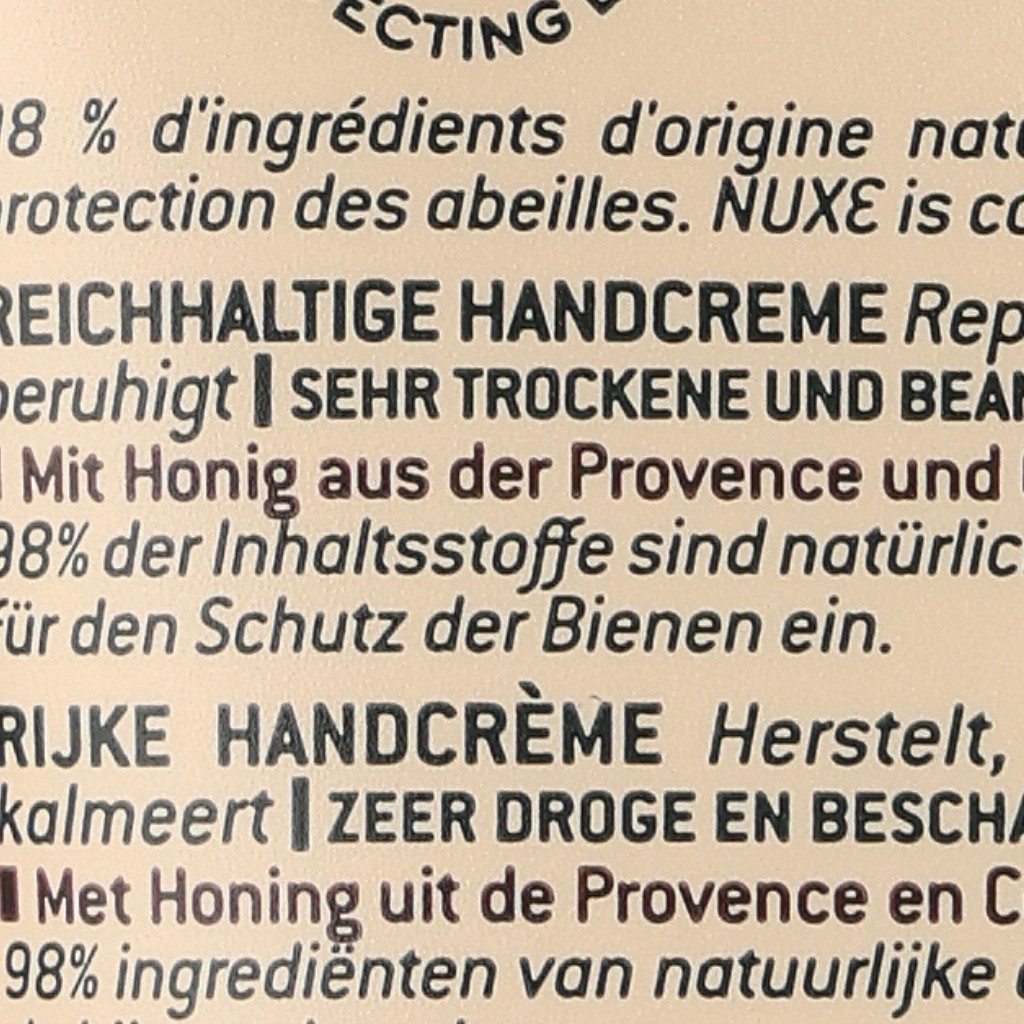 ECTING
98 % d'ingrédients d'origine natu
protection des abeilles. NUXE is co
REICHHALTIGE HANDCREME Rep
beruhigt | SEHR TROCKENE UND BEAN
| Mit Honig aus der Provence und
98% der Inhaltsstoffe sind natürlic
für den Schutz der Bienen ein.
RIJKE HANDCRÈME Herstelt,
kalmeert | ZEER DROGE EN BESCHA
| Met Honing uit de Provence en C
98% ingrediënten van natuurlijke